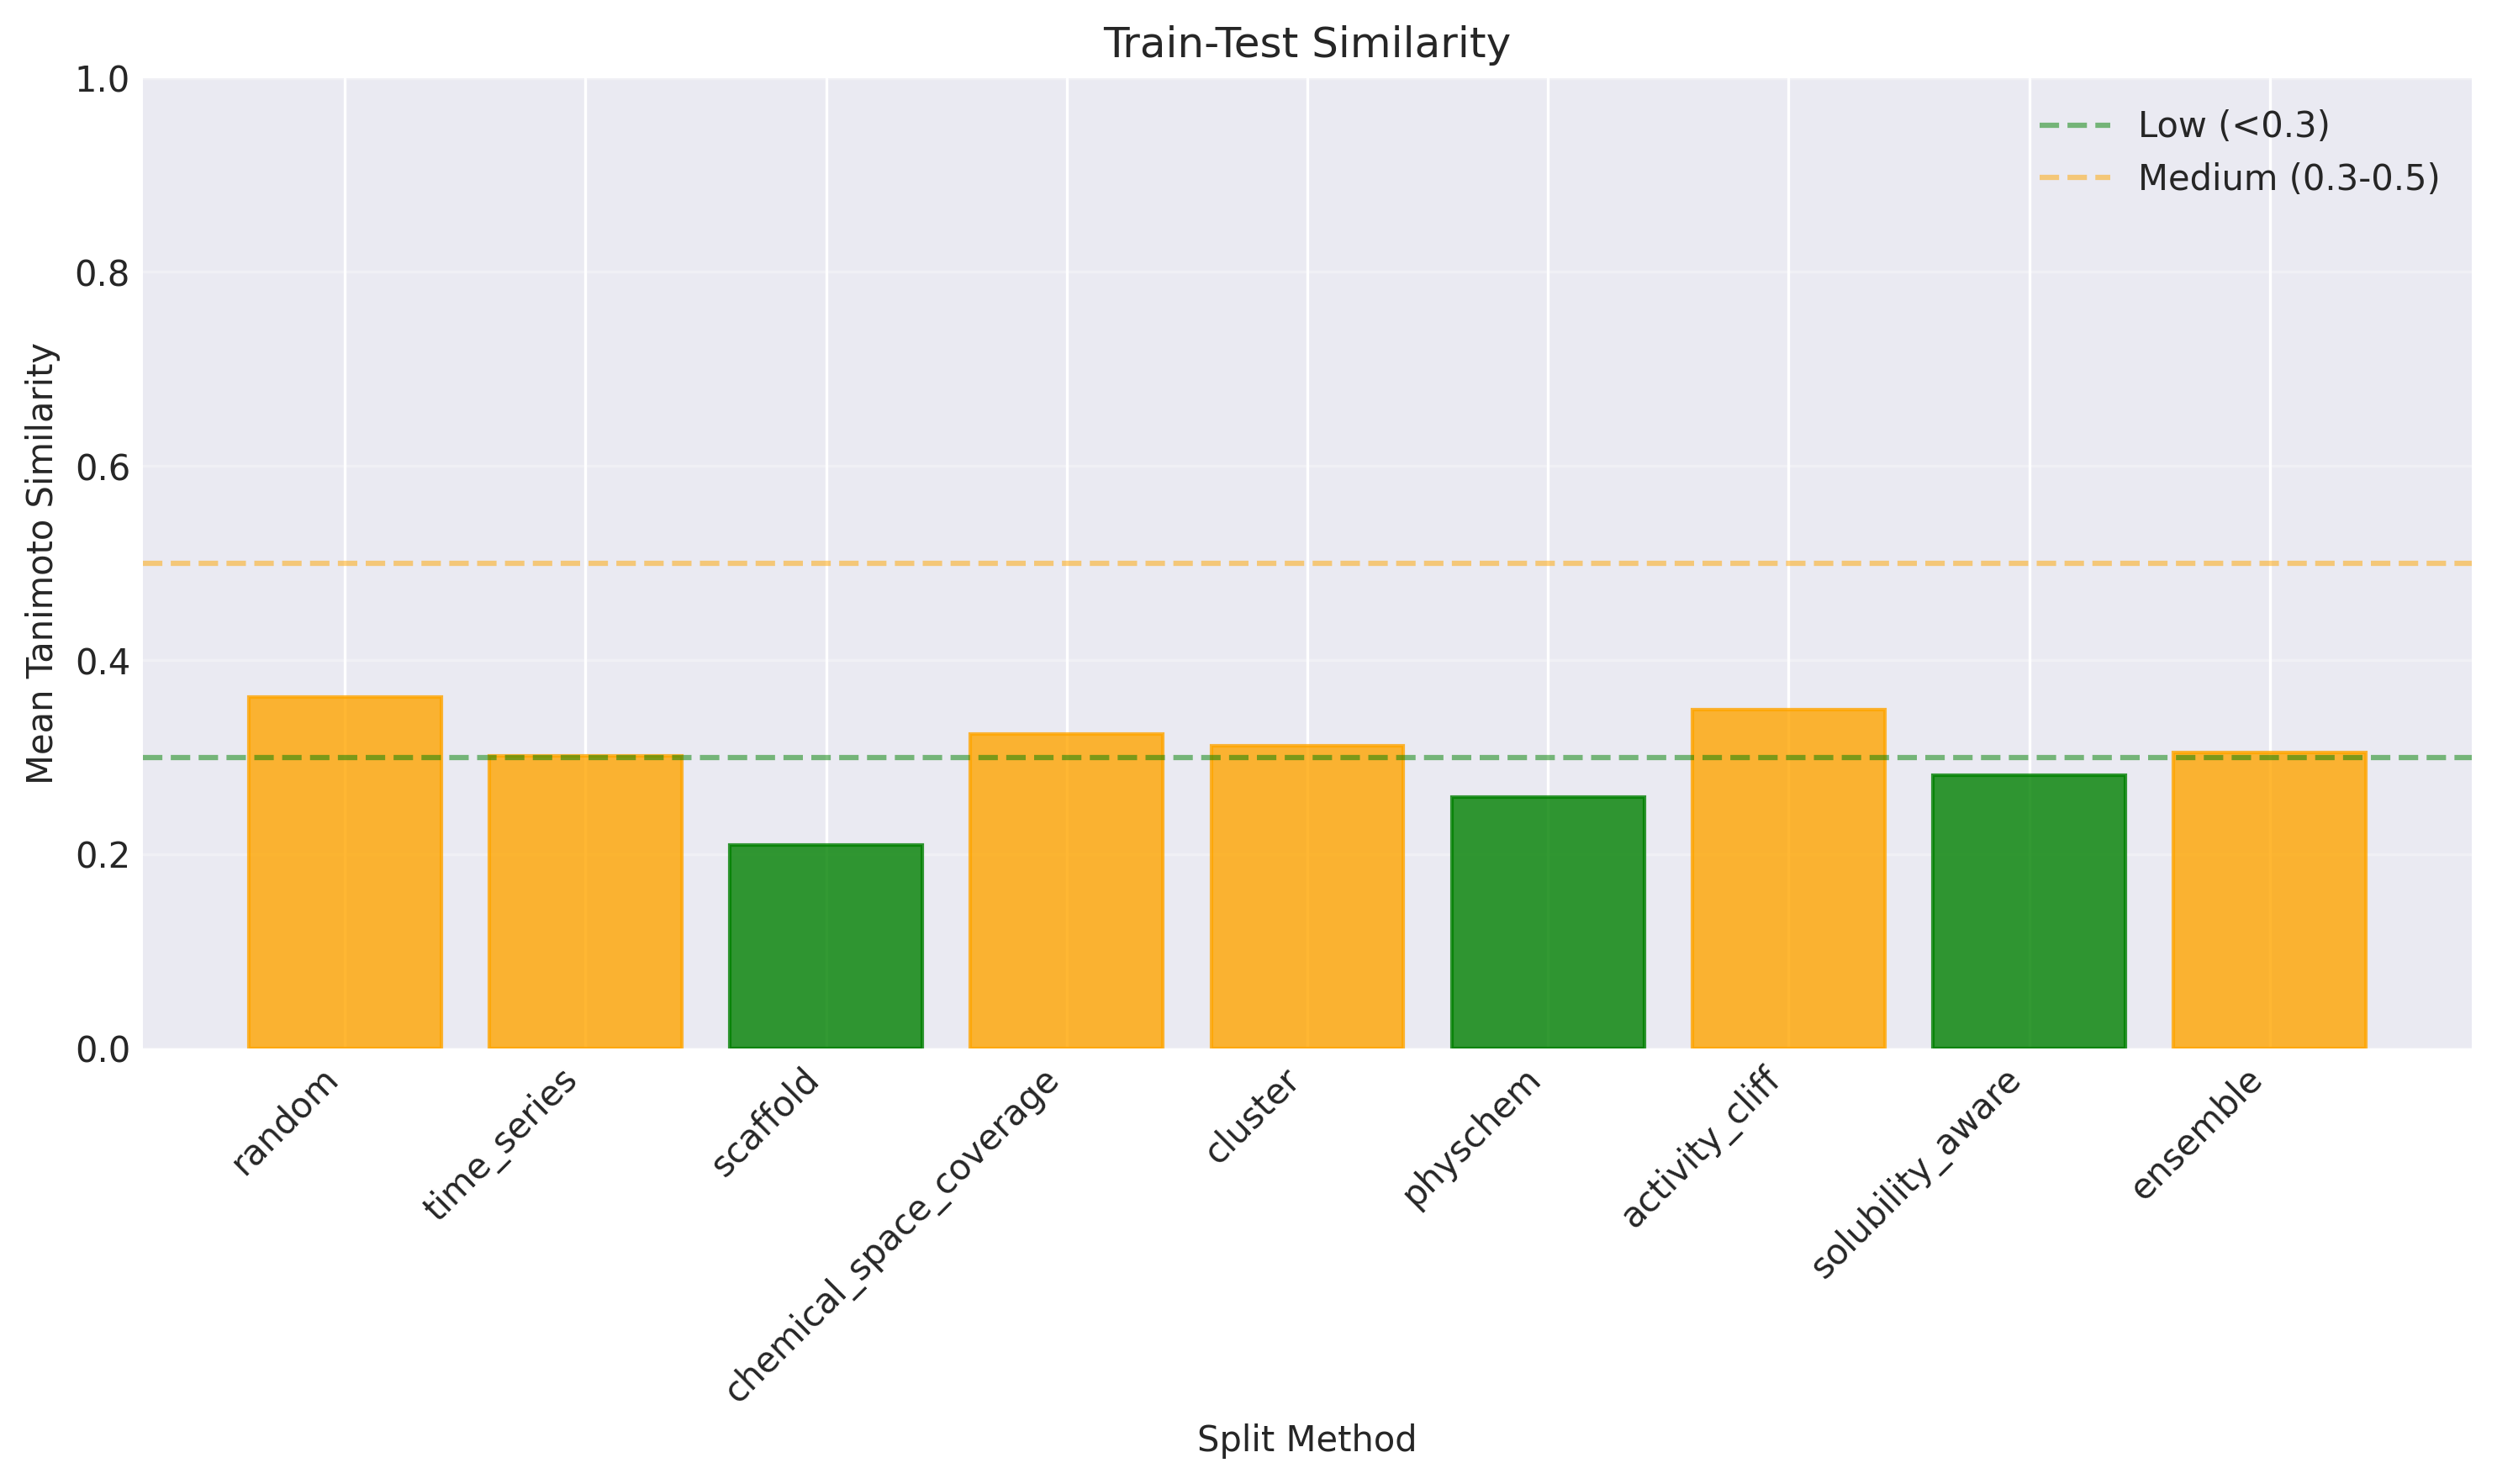 Train-Test Similarity
Low (<0.3)
Medium (0.3-0.5)
Mean Tanimoto Similarity
1.0
0.8
0.6
0.4
0.2
0.0
random
time_series
scaffold
chemical_space_coverage
cluster
physchem
activity_cliff
solubility_aware
ensemble
Split Method